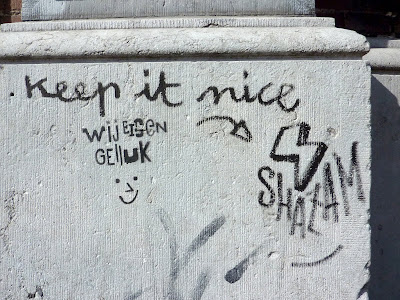 keep it nice
WIJ EISEN
GELUK
SHAZAM